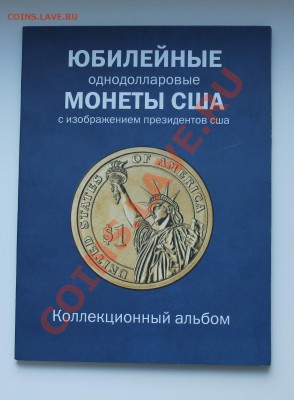 COINS.LAVE.RU
ЮБИЛЕЙНЫЕ
однодолларовые
МОНЕТЫ США
с изображением президентов сша
UNITED STATES OF AMERICA
$1
Коллекционный альбом
COINS.LAVE.RU